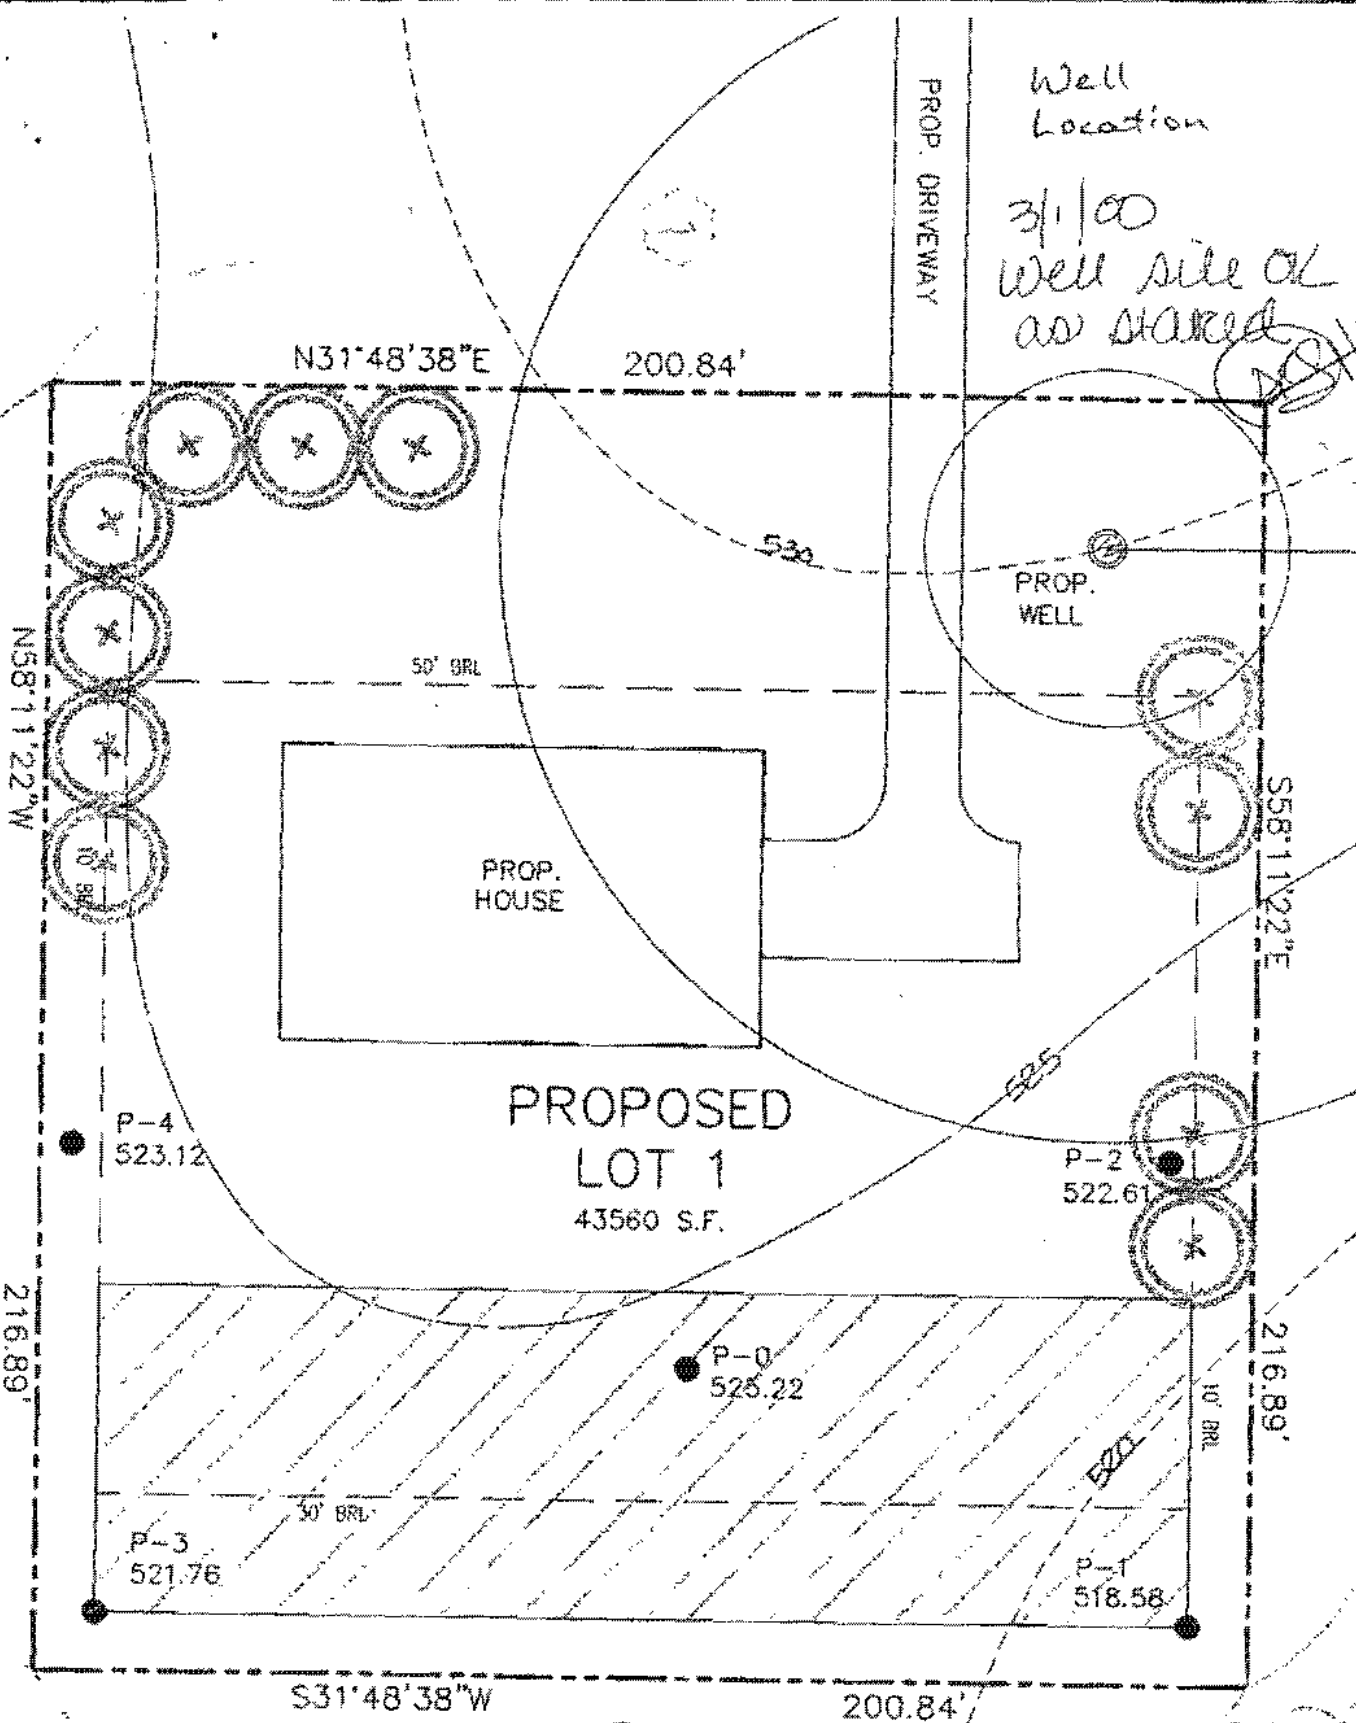 Well
Location
3/1/00
Well site OK
as staked
PROP. DRIVEWAY
N31°48'38"E
200.84'
530
PROP.
WELL
50' BRL
N58°11'22"W
216.89'
S58°11'22"E
216.89'
10' BRL
PROP.
HOUSE
525
PROPOSED
LOT 1
43560 S.F.
P-4
523.12
P-2
522.61
P-0
525.22
10' BRL
520
30' BRL
P-3
521.76
P-1
518.58
S31°48'38"W
200.84'